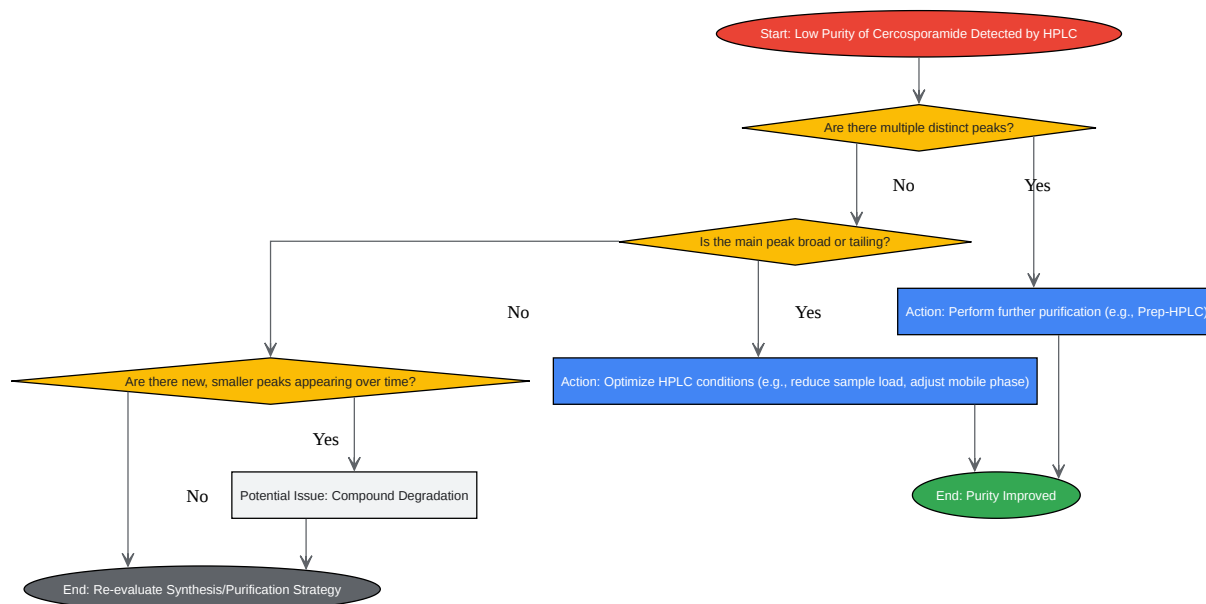 Start: Low Purity of Cercosporamide Detected by HPLC
Are there multiple distinct peaks?
No
Yes
Is the main peak broad or tailing?
No
Yes
Action: Perform further purification (e.g., Prep-HPLC)
Are there new, smaller peaks appearing over time?
Action: Optimize HPLC conditions (e.g., reduce sample load, adjust mobile phase)
Yes
No
Potential Issue: Compound Degradation
End: Purity Improved
End: Re-evaluate Synthesis/Purification Strategy